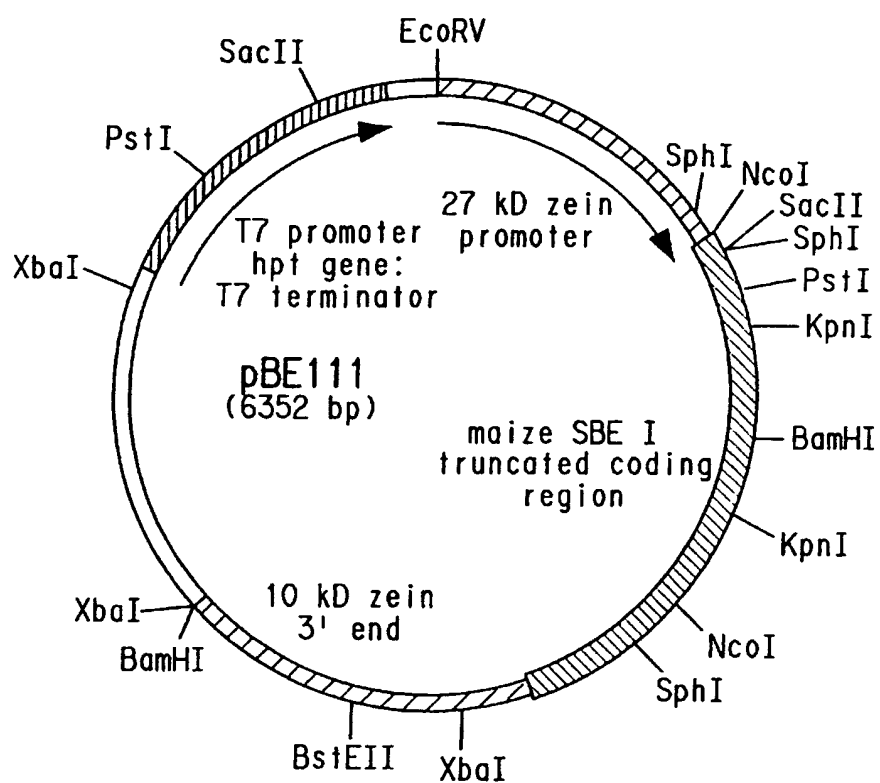 EcoRV
SacII
PstI
SphI
NcoI
SacII
SphI
PstI
KpnI
27 kD zein
promoter
T7 promoter
hpt gene:
T7 terminator
XbaI
pBE111
(6352 bp)
maize SBE I
truncated coding
region
BamHI
KpnI
10 kD zein
3' end
XbaI
BamHI
NcoI
SphI
BstEII
XbaI